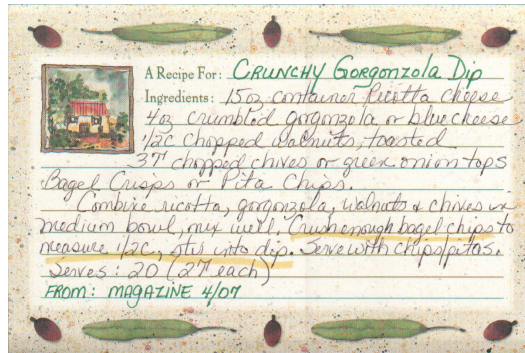 A Recipe For: CRUNCHY GORGONZOLA DIP
Ingredients: 15oz container Ricotta cheese
4oz crumbled gorgonzola or blue cheese
1/2c chopped walnuts, toasted
3T chopped chives or green onion tops
Bagel Crisps or Pita Chips.
Combine ricotta, gorgonzola, walnuts & chives in
medium bowl, mix well. Crush enough bagel chips to
measure 1/2c, stir into dip. Serve with chips/pitas.
Serves: 20 (2T each)
FROM: MAGAZINE 4/07